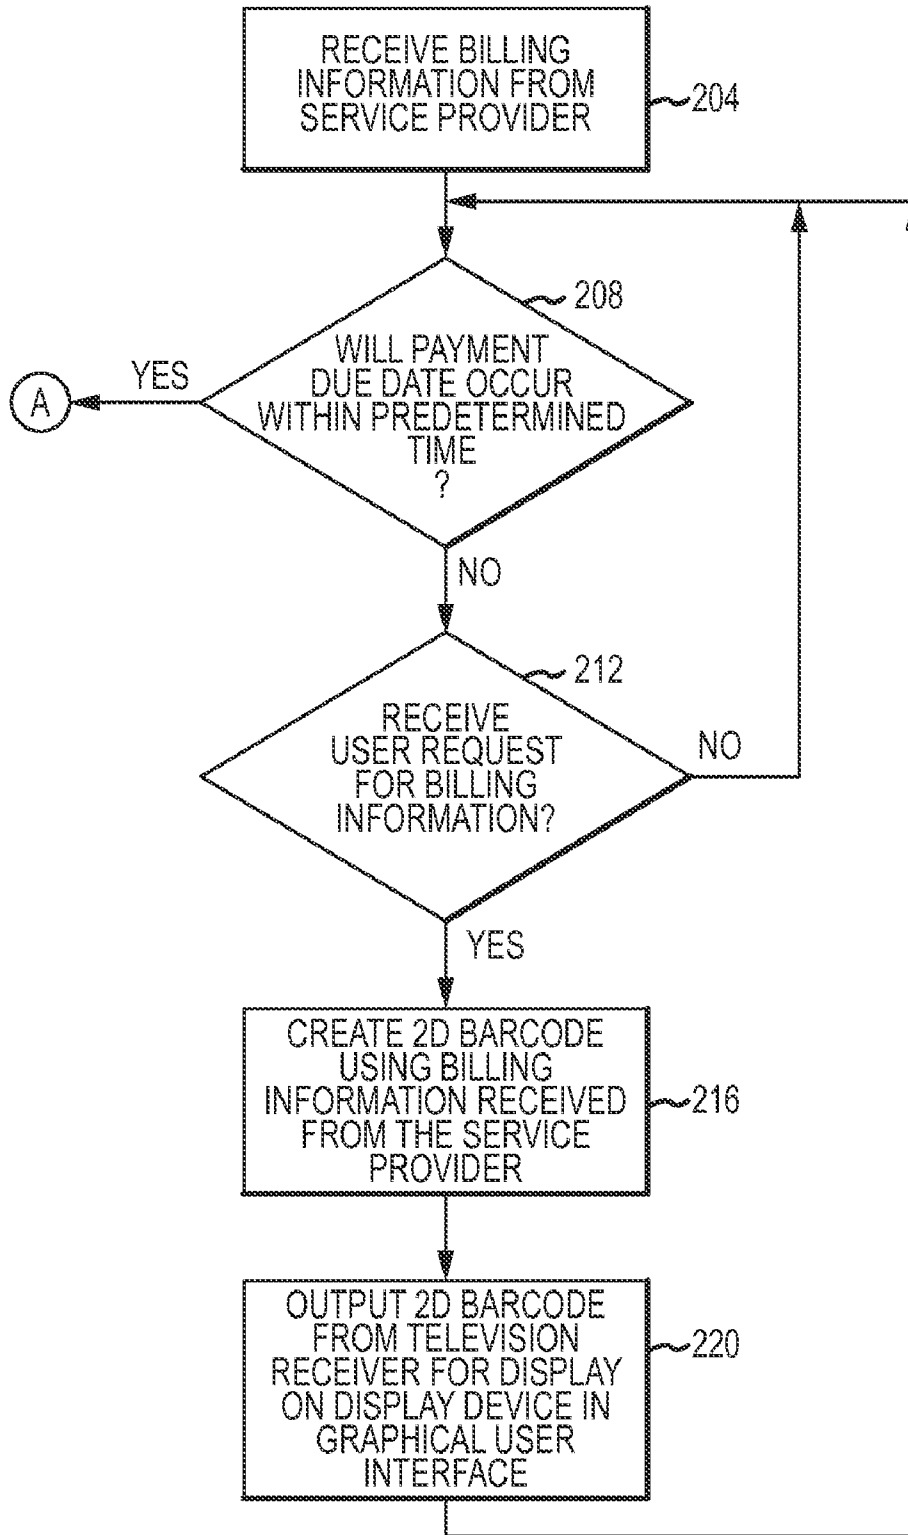 RECEIVE BILLING
INFORMATION FROM
SERVICE PROVIDER
204
208
WILL PAYMENT
DUE DATE OCCUR
WITHIN PREDETERMINED
TIME
?
YES
A
NO
212
RECEIVE
USER REQUEST
FOR BILLING
INFORMATION?
NO
YES
CREATE 2D BARCODE
USING BILLING
INFORMATION RECEIVED
FROM THE SERVICE
PROVIDER
216
OUTPUT 2D BARCODE
FROM TELEVISION
RECEIVER FOR DISPLAY
ON DISPLAY DEVICE IN
GRAPHICAL USER
INTERFACE
220